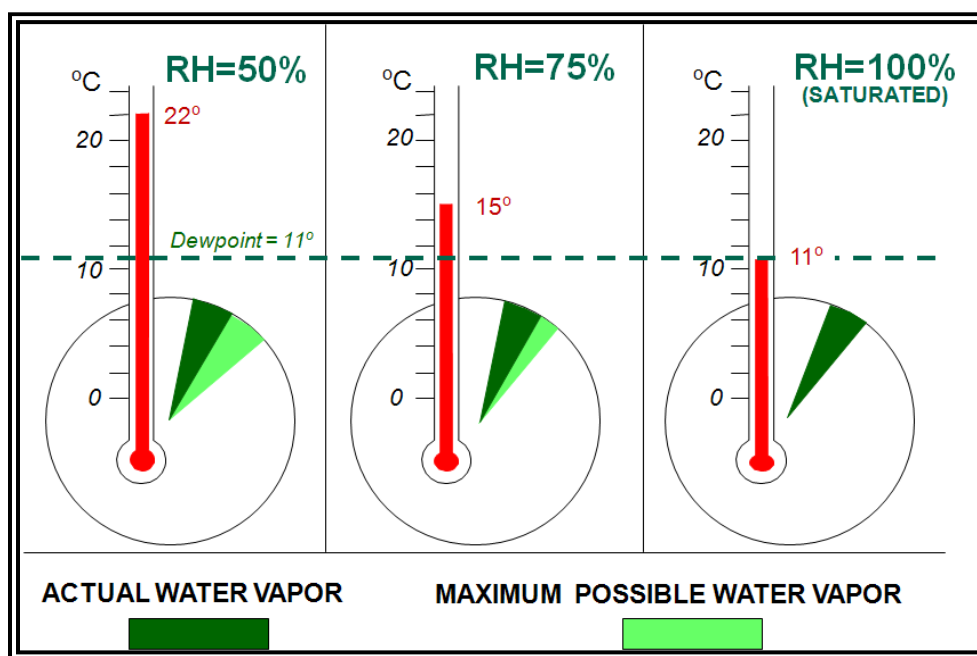 RH=50%
°C
22°
20
Dewpoint = 11°
10
0
RH=75%
°C
20
15°
10
0
RH=100%
(SATURATED)
°C
20
11°
10
0
ACTUAL WATER VAPOR
MAXIMUM POSSIBLE WATER VAPOR